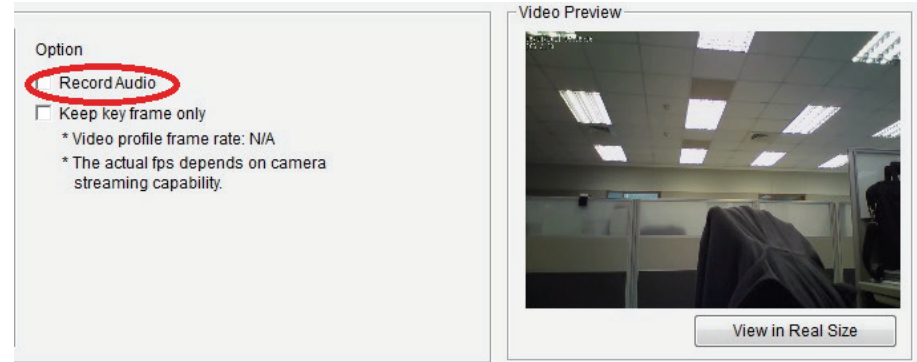 Video Preview
Option
Record Audio
Keep key frame only
* Video profile frame rate: N/A
* The actual fps depends on camera
streaming capability.
View in Real Size